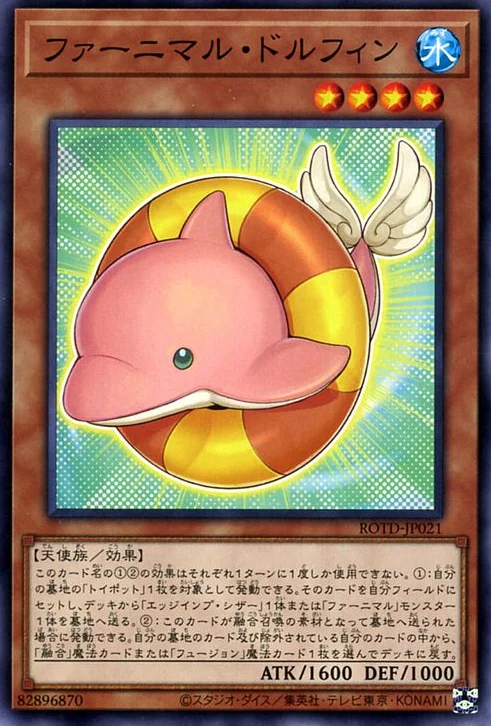 ファーニマル・ドルフィン
水
ROTD-JP021
【天使族／効果】
このカード名の①②の効果はそれぞれ１ターンに１度しか使用できない。①：自分
の墓地の「トイポット」１枚を対象として発動できる。そのカードを自分フィールド
にセットし、デッキから「エッジインプ・シザー」１体または「ファーニマル」モンスター
１体を墓地へ送る。②：このカードが融合召喚の素材となって墓地へ送られた
場合に発動できる。自分の墓地のカード及び除外されている自分のカードの中から、
「融合」魔法カードまたは「フュージョン」魔法カード１枚を選んでデッキに戻す。
ATK/1600 DEF/1000
82896870
©スタジオ・ダイス／集英社・テレビ東京・KONAMI